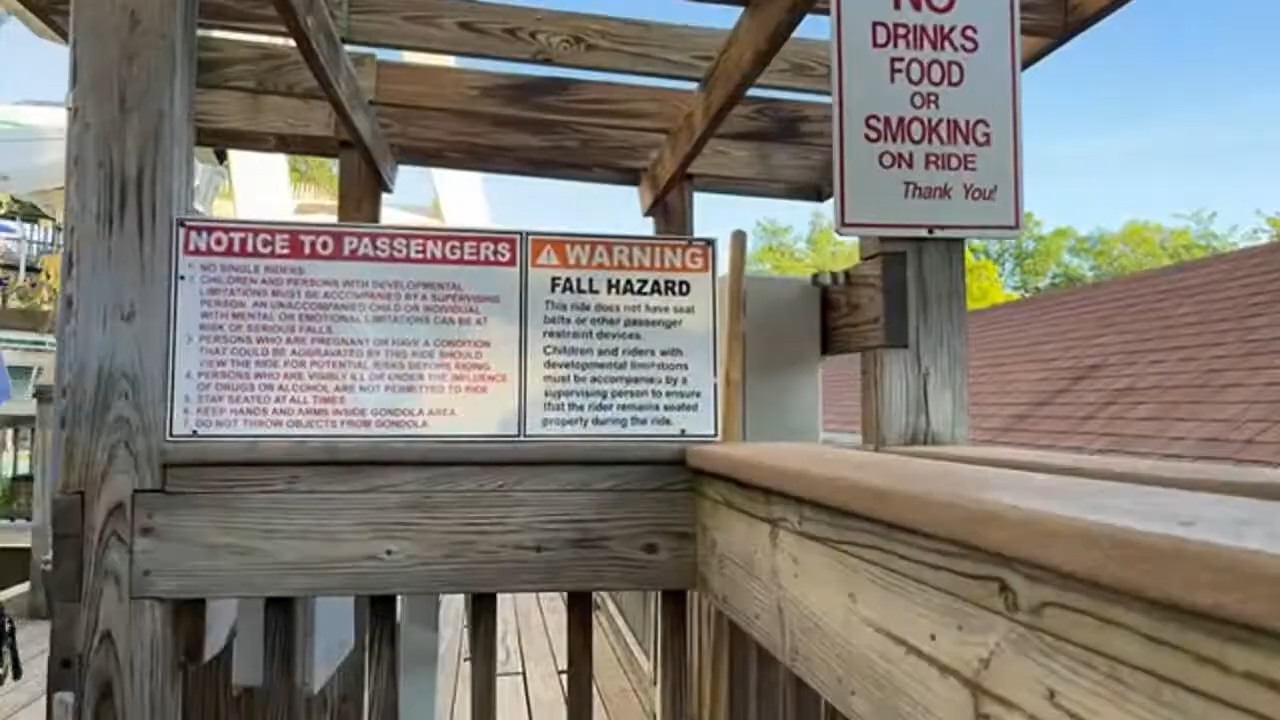 NO
DRINKS
FOOD
OR
SMOKING
ON RIDE
Thank You!
NOTICE TO PASSENGERS
1. NO SINGLE RIDERS.
2. CHILDREN AND PERSONS WITH DEVELOPMENTAL
LIMITATIONS MUST BE ACCOMPANIED BY A SUPERVISING
PERSON. AN UNACCOMPANIED CHILD OR INDIVIDUAL
WITH MENTAL OR EMOTIONAL LIMITATIONS CAN BE AT
RISK OF SERIOUS FALLS.
3. PERSONS WHO ARE PREGNANT OR HAVE A CONDITION
THAT COULD BE AGGRAVATED BY THIS RIDE SHOULD
VIEW THE RIDE FOR POTENTIAL RISKS BEFORE RIDING.
4. PERSONS WHO ARE VISIBLY ILL OR UNDER THE INFLUENCE
OF DRUGS OR ALCOHOL ARE NOT PERMITTED TO RIDE.
5. STAY SEATED AT ALL TIMES.
6. KEEP HANDS AND ARMS INSIDE GONDOLA AREA.
7. DO NOT THROW OBJECTS FROM GONDOLA.
WARNING
FALL HAZARD
This ride does not have seat
belts or other passenger
restraint devices.
Children and riders with
developmental limitations
must be accompanied by a
supervising person to ensure
that the rider remains seated
properly during the ride.